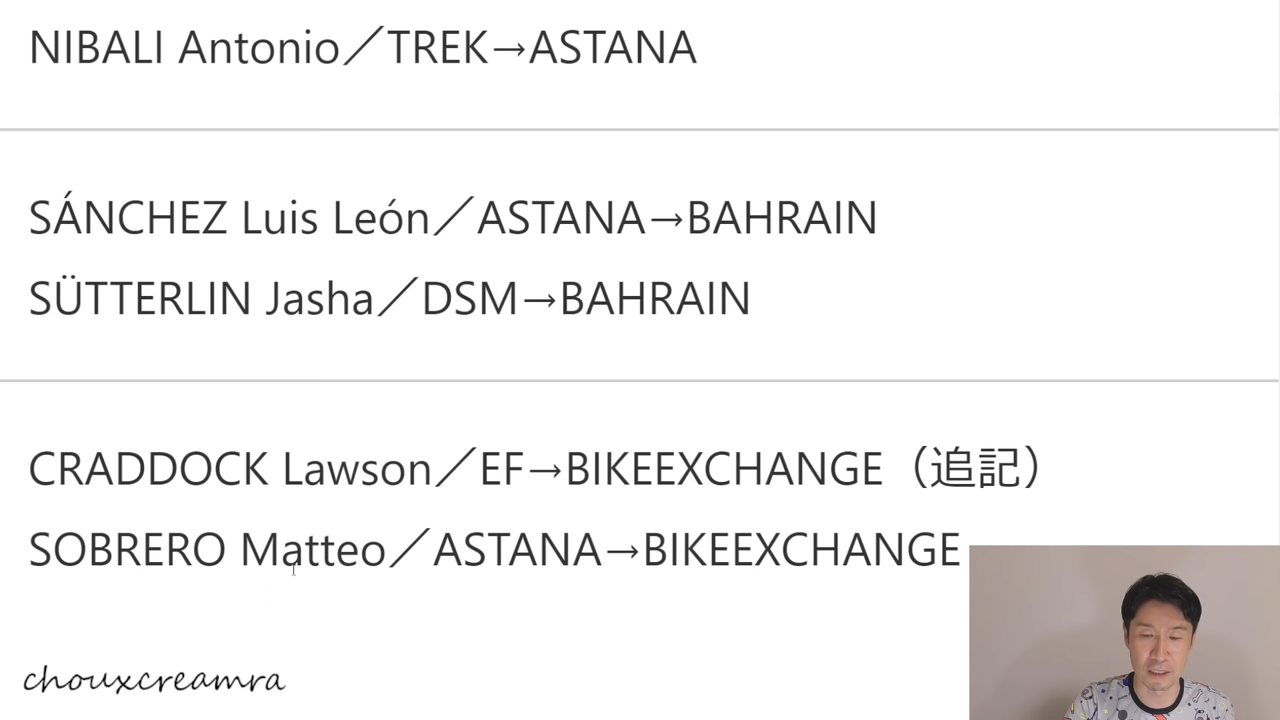 NIBALI Antonio／TREK→ASTANA
SÁNCHEZ Luis León／ASTANA→BAHRAIN
SÜTTERLIN Jasha／DSM→BAHRAIN
CRADDOCK Lawson／EF→BIKEEXCHANGE（追記）
SOBRERO Matteo／ASTANA→BIKEEXCHANGE
chouxcreamra